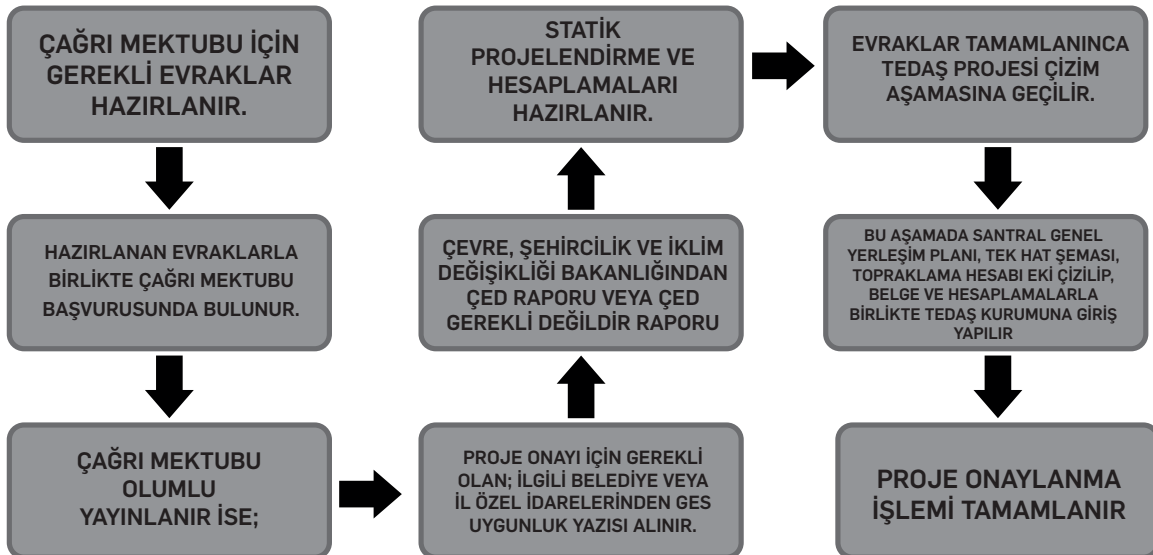 ÇAĞRI MEKTUBU İÇİN
GEREKLİ EVRAKLAR
HAZIRLANIR.
HAZIRLANAN EVRAKLARLA
BİRLİKTE ÇAĞRI MEKTUBU
BAŞVURUSUNDA BULUNUR.
ÇAĞRI MEKTUBU
OLUMLU
YAYINLANIR İSE;
PROJE ONAYI İÇİN GEREKLİ
OLAN; İLGİLİ BELEDİYE VEYA
İL ÖZEL İDARELERİNDEN GES
UYGUNLUK YAZISI ALINIR.
ÇEVRE, ŞEHİRCİLİK VE İKLİM
DEĞİŞİKLİĞİ BAKANLIĞINDAN
ÇED RAPORU VEYA ÇED
GEREKLİ DEĞİLDİR RAPORU
STATİK
PROJELENDİRME VE
HESAPLAMALARI
HAZIRLANIR.
EVRAKLAR TAMAMLANINCA
TEDAŞ PROJESİ ÇİZİM
AŞAMASINA GEÇİLİR.
BU AŞAMADA SANTRAL GENEL
YERLEŞİM PLANI, TEK HAT ŞEMASI,
TOPRAKLAMA HESABI EKİ ÇİZİLİP,
BELGE VE HESAPLAMALARLA
BİRLİKTE TEDAŞ KURUMUNA GİRİŞ
YAPILIR
PROJE ONAYLANMA
İŞLEMİ TAMAMLANIR